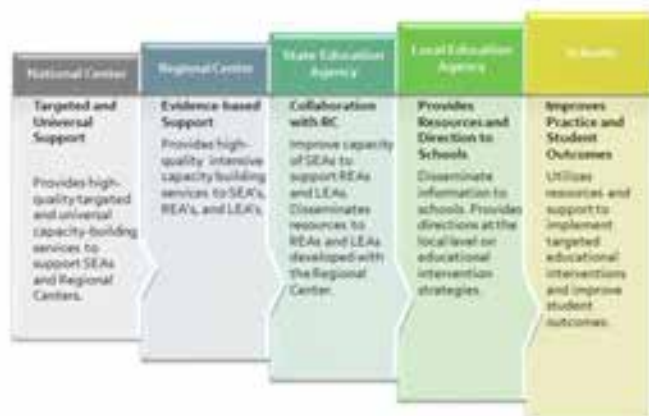 National Center
Targeted and
Universal
Support
Provides high-
quality targeted
and universal
capacity-building
services to
support SEAs
and Regional
Centers.
Regional Center
Evidence-based
Support
Provides high-
quality intensive
capacity building
services to SEA's,
REA's, and LEA's.
State Education
Agency
Collaboration
with RC
Improve capacity
of SEAs to
support REAs
and LEAs.
Disseminates
resources to
REAs and LEAs
developed with
the Regional
Center.
Local Education
Agency
Provides
Resources and
Direction to
Schools
Disseminate
information to
schools. Provides
directions at the
local level on
educational
intervention
strategies.
Schools
Improves
Practice and
Student
Outcomes
Utilizes
resources and
support to
implement
targeted
educational
interventions
and improve
student
outcomes.